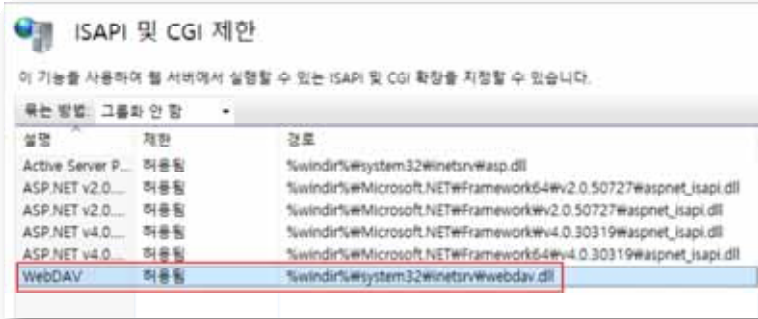 ISAPI 및 CGI 제한
이 기능을 사용하여 웹 서버에서 실행할 수 있는 ISAPI 및 CGI 확장을 지정할 수 있습니다.
묶는 방법: 그룹화 안 함
설명 제한 경로
Active Server P... 허용됨 %windir%₩system32₩inetsrv₩asp.dll
ASP.NET v2.0.... 허용됨 %windir%₩Microsoft.NET₩Framework64₩v2.0.50727₩aspnet_isapi.dll
ASP.NET v2.0.... 허용됨 %windir%₩Microsoft.NET₩Framework₩v2.0.50727₩aspnet_isapi.dll
ASP.NET v4.0.... 허용됨 %windir%₩Microsoft.NET₩Framework₩v4.0.30319₩aspnet_isapi.dll
ASP.NET v4.0.... 허용됨 %windir%₩Microsoft.NET₩Framework64₩v4.0.30319₩aspnet_isapi.dll
WebDAV 허용됨 %windir%₩system32₩inetsrv₩webdav.dll